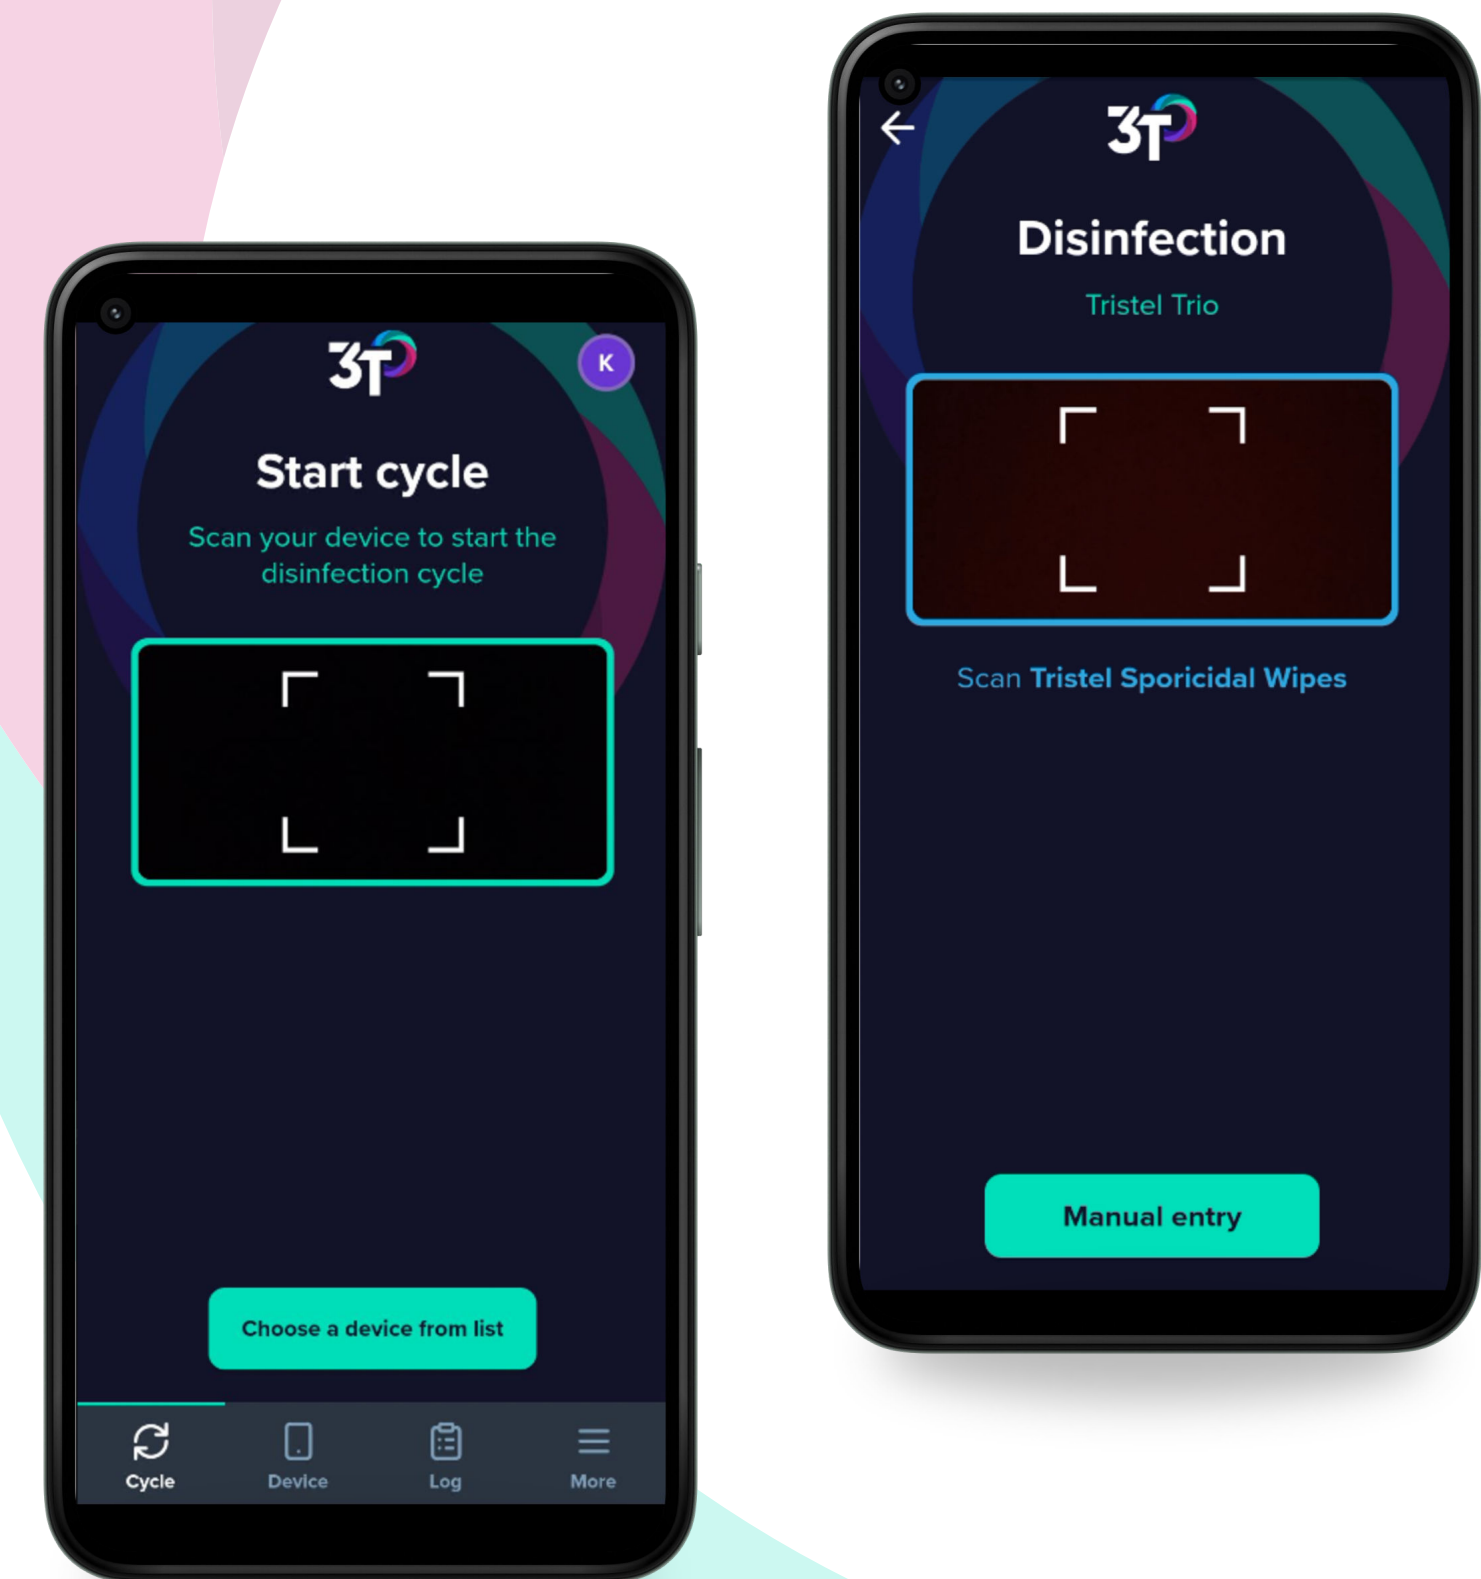 3T
Start cycle
Scan your device to start the
disinfection cycle
K
Choose a device from list
Cycle
Device
Log
More
3T
Disinfection
Tristel Trio
Scan Tristel Sporicidal Wipes
Manual entry